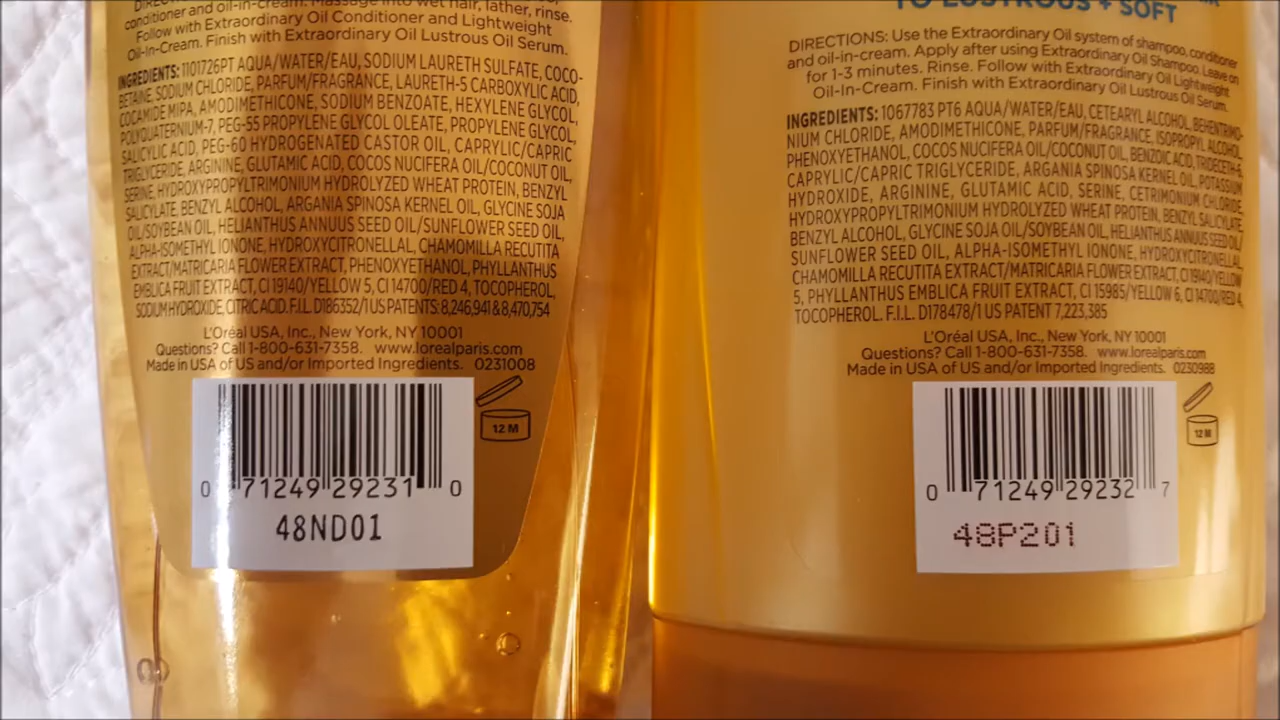 conditioner and oil-in-cream. Massage into wet hair, lather, rinse.
Follow with Extraordinary Oil Conditioner and Lightweight
Oil-In-Cream. Finish with Extraordinary Oil Lustrous Oil Serum.
INGREDIENTS: 1101726PT AQUA/WATER/EAU, SODIUM LAURETH SULFATE, COCO-
BETAINE, SODIUM CHLORIDE, PARFUM/FRAGRANCE, LAURETH-5 CARBOXYLIC ACID,
COCAMIDE MIPA, AMODIMETHICONE, SODIUM BENZOATE, HEXYLENE GLYCOL,
POLYQUATERNIUM-7, PEG-55 PROPYLENE GLYCOL OLEATE, PROPYLENE GLYCOL,
SALICYLIC ACID, PEG-60 HYDROGENATED CASTOR OIL, CAPRYLIC/CAPRIC
TRIGLYCERIDE, ARGININE, GLUTAMIC ACID, COCOS NUCIFERA OIL/COCONUT OIL,
SERINE, HYDROXYPROPYLTRIMONIUM HYDROLYZED WHEAT PROTEIN, BENZYL
SALICYLATE, BENZYL ALCOHOL, ARGANIA SPINOSA KERNEL OIL, GLYCINE SOJA
OIL/SOYBEAN OIL, HELIANTHUS ANNUUS SEED OIL/SUNFLOWER SEED OIL,
ALPHA-ISOMETHYL IONONE, HYDROXYCITRONELLAL, CHAMOMILLA RECUTITA
EXTRACT/MATRICARIA FLOWER EXTRACT, PHENOXYETHANOL, PHYLLANTHUS
EMBLICA FRUIT EXTRACT, CI 19140/YELLOW 5, CI 14700/RED 4, TOCOPHEROL,
SODIUM HYDROXIDE, CITRIC ACID. F.I.L. D186352/1 US PATENTS: 8,246,941 & 8,470,754
L'Oréal USA, Inc., New York, NY 10001
Questions? Call 1-800-631-7358. www.lorealparis.com
Made in USA of US and/or Imported Ingredients. 0231008
12 M
0 71249 29231 0
48ND01
TO LUSTROUS + SOFT
DIRECTIONS: Use the Extraordinary Oil system of shampoo, conditioner
and oil-in-cream. Apply after using Extraordinary Oil Shampoo. Leave on
for 1-3 minutes. Rinse. Follow with Extraordinary Oil Lightweight
Oil-In-Cream. Finish with Extraordinary Oil Lustrous Oil Serum.
INGREDIENTS: 1067783 PT6 AQUA/WATER/EAU, CETEARYL ALCOHOL, BEHENTRIMO-
NIUM CHLORIDE, AMODIMETHICONE, PARFUM/FRAGRANCE, ISOPROPYL ALCOHOL,
PHENOXYETHANOL, COCOS NUCIFERA OIL/COCONUT OIL, BENZOIC ACID, TRIDECETH-6,
CAPRYLIC/CAPRIC TRIGLYCERIDE, ARGANIA SPINOSA KERNEL OIL, POTASSIUM
HYDROXIDE, ARGININE, GLUTAMIC ACID, SERINE, CETRIMONIUM CHLORIDE,
HYDROXYPROPYLTRIMONIUM HYDROLYZED WHEAT PROTEIN, BENZYL SALICYLATE,
BENZYL ALCOHOL, GLYCINE SOJA OIL/SOYBEAN OIL, HELIANTHUS ANNUUS SEED OIL/
SUNFLOWER SEED OIL, ALPHA-ISOMETHYL IONONE, HYDROXYCITRONELLAL,
CHAMOMILLA RECUTITA EXTRACT/MATRICARIA FLOWER EXTRACT, CI 19140/YELLOW
5, PHYLLANTHUS EMBLICA FRUIT EXTRACT, CI 15985/YELLOW 6, CI 14700/RED 4,
TOCOPHEROL. F.I.L. D178478/1 US PATENT 7,223,385
L'Oréal USA, Inc., New York, NY 10001
Questions? Call 1-800-631-7358. www.lorealparis.com
Made in USA of US and/or Imported Ingredients. 0230988
12 M
0 71249 29232 7
48P201